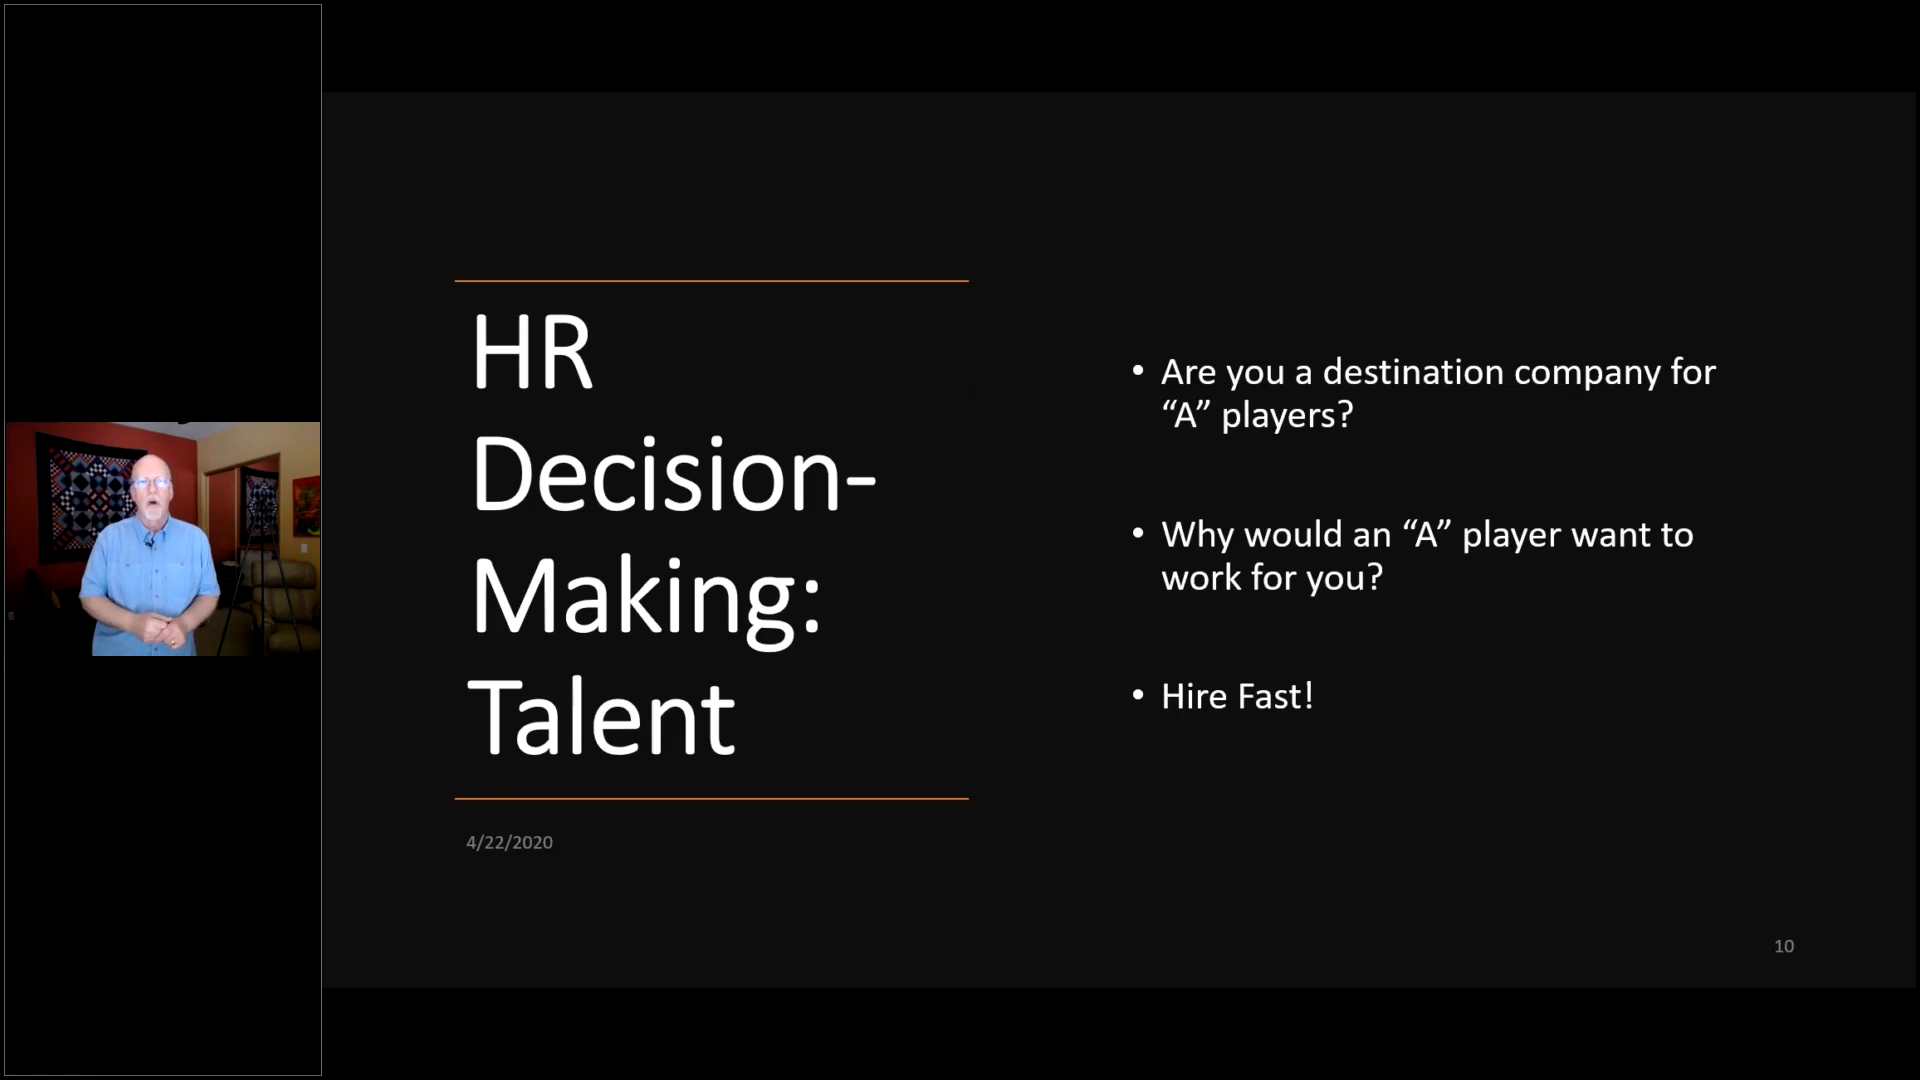 HR
Decision-
Making:
Talent
4/22/2020
• Are you a destination company for
“A” players?
• Why would an “A” player want to
work for you?
• Hire Fast!
10